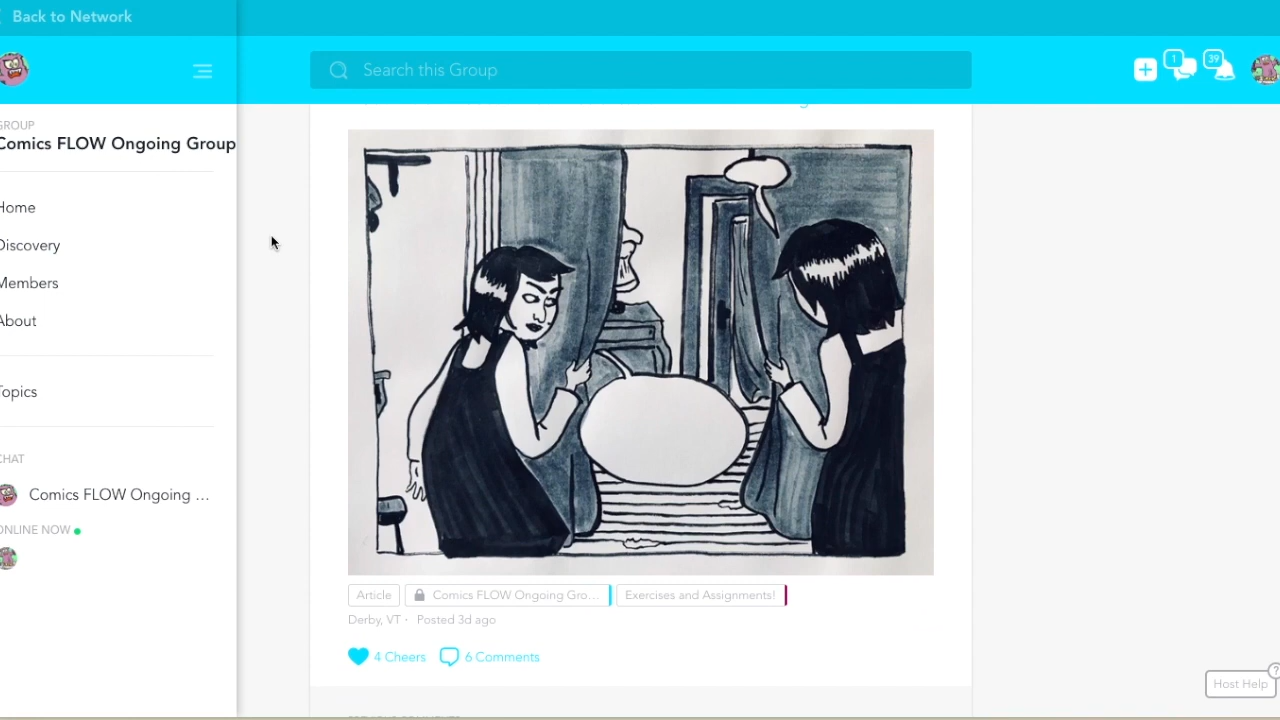 Back to Network
Search this Group
1
39
GROUP
Comics FLOW Ongoing Group
Home
Discovery
Members
About
Topics
CHAT
Comics FLOW Ongoing ...
ONLINE NOW
Article
Comics FLOW Ongoing Gro...
Exercises and Assignments!
Derby, VT · Posted 3d ago
4 Cheers
6 Comments
?
Host Help